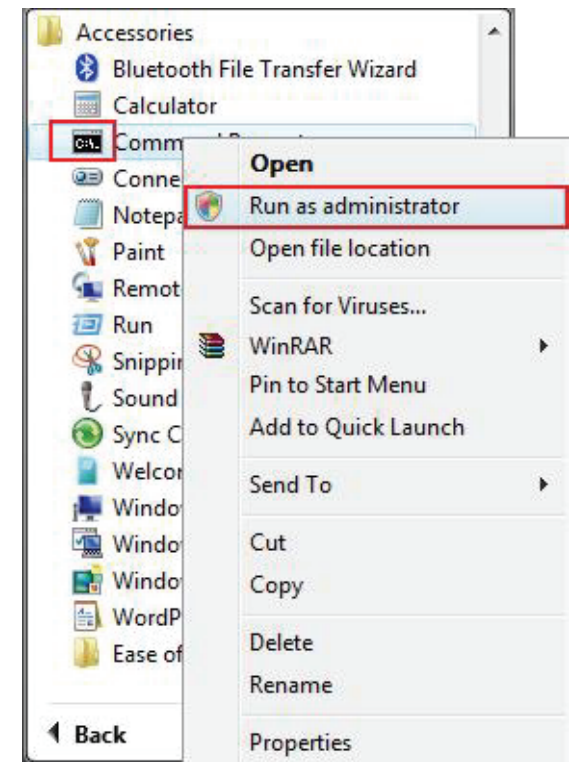 Accessories
Bluetooth File Transfer Wizard
Calculator
Comm
Conne
Notepa
Paint
Remot
Run
Snippin
Sound
Sync C
Welcor
Windo
Windo
Windo
WordP
Ease of
Back
Open
Run as administrator
Open file location
Scan for Viruses...
WinRAR
Pin to Start Menu
Add to Quick Launch
Send To
Cut
Copy
Delete
Rename
Properties